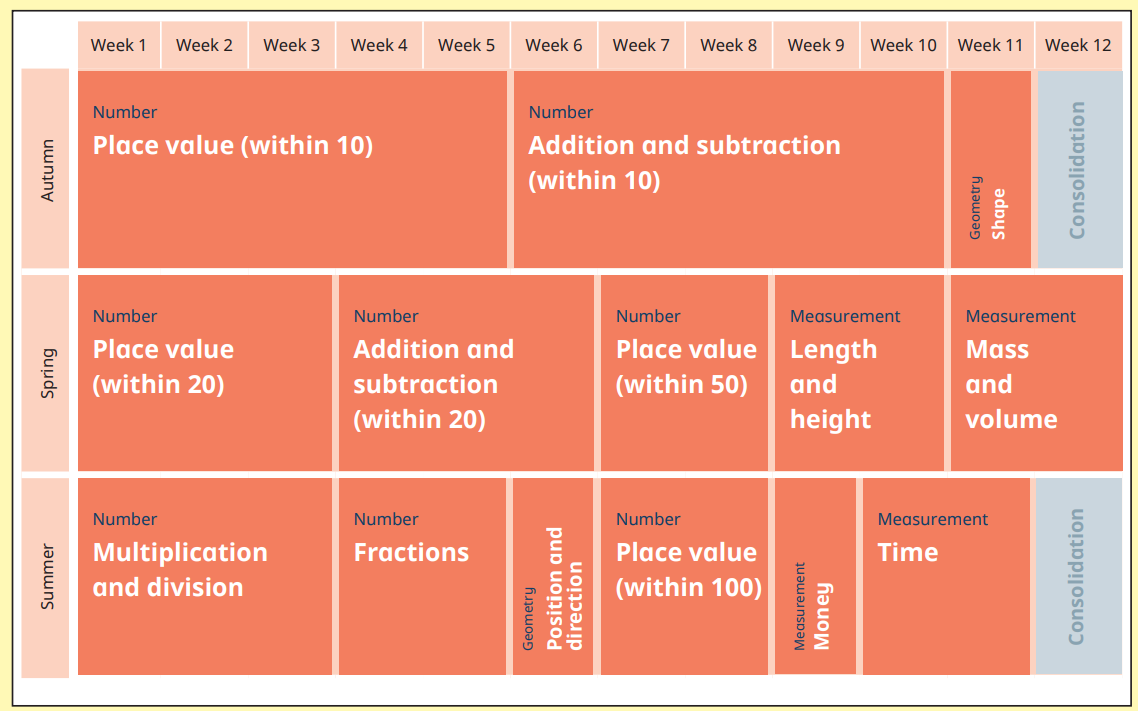 Week 1 Week 2 Week 3 Week 4 Week 5 Week 6 Week 7 Week 8 Week 9 Week 10 Week 11 Week 12
Autumn
Number
Place value (within 10)
Number
Addition and subtraction
(within 10)
Geometry
Shape
Consolidation
Spring
Number
Place value
(within 20)
Number
Addition and
subtraction
(within 20)
Number
Place value
(within 50)
Measurement
Length
and
height
Measurement
Mass
and
volume
Summer
Number
Multiplication
and division
Number
Fractions
Geometry
Position and
direction
Number
Place value
(within 100)
Measurement
Money
Measurement
Time
Consolidation